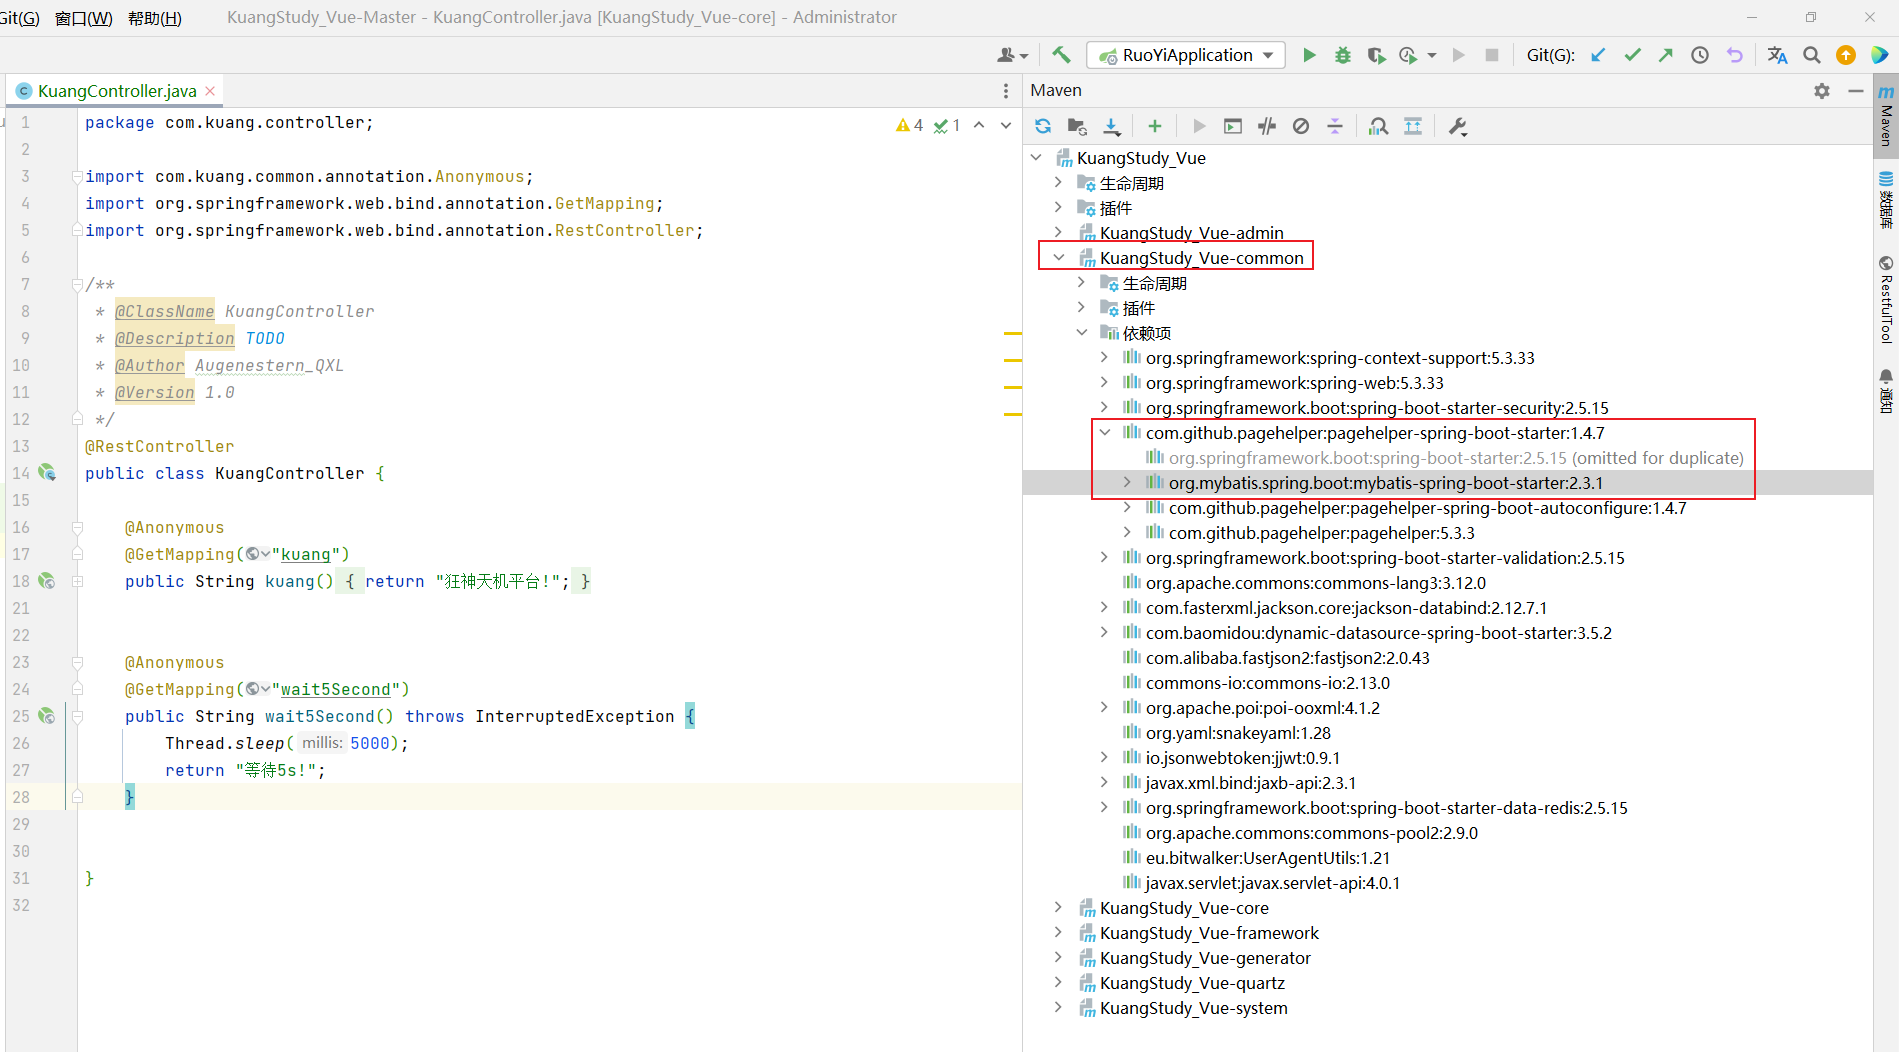 Git(G) 窗口(W) 帮助(H) KuangStudy_Vue-Master - KuangController.java [KuangStudy_Vue-core] - Administrator
RuoYiApplication Git(G):
KuangController.java
4 1
1 package com.kuang.controller;
2
3 import com.kuang.common.annotation.Anonymous;
4 import org.springframework.web.bind.annotation.GetMapping;
5 import org.springframework.web.bind.annotation.RestController;
6
7 /**
8 * @ClassName KuangController
9 * @Description TODO
10 * @Author Augenestern_QXL
11 * @Version 1.0
12 */
13 @RestController
14 public class KuangController {
15
16 @Anonymous
17 @GetMapping("kuang")
18 public String kuang() { return "狂神天机平台!"; }
21
22
23 @Anonymous
24 @GetMapping("wait5Second")
25 public String wait5Second() throws InterruptedException {
26 Thread.sleep( millis: 5000);
27 return "等待5s!";
28 }
29
30
31 }
32
Maven
KuangStudy_Vue
生命周期
插件
KuangStudy_Vue-admin
KuangStudy_Vue-common
生命周期
插件
依赖项
org.springframework:spring-context-support:5.3.33
org.springframework:spring-web:5.3.33
org.springframework.boot:spring-boot-starter-security:2.5.15
com.github.pagehelper:pagehelper-spring-boot-starter:1.4.7
org.springframework.boot:spring-boot-starter:2.5.15 (omitted for duplicate)
org.mybatis.spring.boot:mybatis-spring-boot-starter:2.3.1
com.github.pagehelper:pagehelper-spring-boot-autoconfigure:1.4.7
com.github.pagehelper:pagehelper:5.3.3
org.springframework.boot:spring-boot-starter-validation:2.5.15
org.apache.commons:commons-lang3:3.12.0
com.fasterxml.jackson.core:jackson-databind:2.12.7.1
com.baomidou:dynamic-datasource-spring-boot-starter:3.5.2
com.alibaba.fastjson2:fastjson2:2.0.43
commons-io:commons-io:2.13.0
org.apache.poi:poi-ooxml:4.1.2
org.yaml:snakeyaml:1.28
io.jsonwebtoken:jjwt:0.9.1
javax.xml.bind:jaxb-api:2.3.1
org.springframework.boot:spring-boot-starter-data-redis:2.5.15
org.apache.commons:commons-pool2:2.9.0
eu.bitwalker:UserAgentUtils:1.21
javax.servlet:javax.servlet-api:4.0.1
KuangStudy_Vue-core
KuangStudy_Vue-framework
KuangStudy_Vue-generator
KuangStudy_Vue-quartz
KuangStudy_Vue-system
Maven
数据库
RestfulTool
通知